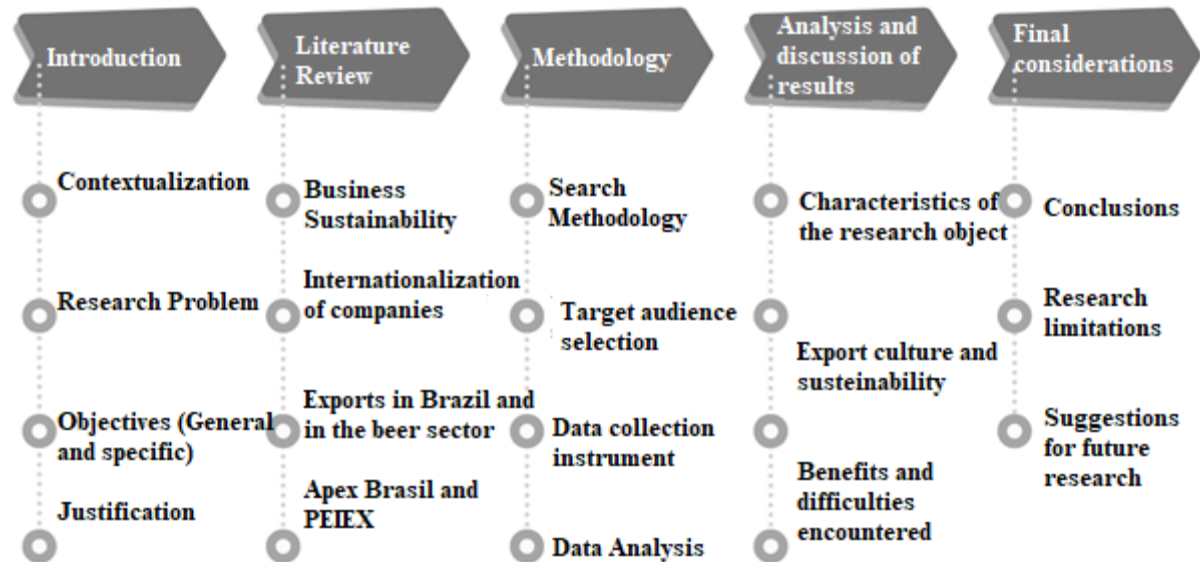 Introduction
Literature
Review
Methodology
Analysis and
discussion of
results
Final
considerations
Contextualization
Research Problem
Objectives (General
and specific)
Justification
Business
Sustainability
Internationalization
of companies
Exports in Brazil and
in the beer sector
Apex Brasil and
PEIEX
Search
Methodology
Target audience
selection
Data collection
instrument
Data Analysis
Characteristics of
the research object
Export culture and
susteinability
Benefits and
difficulties
encountered
Conclusions
Research
limitations
Suggestions
for future
research